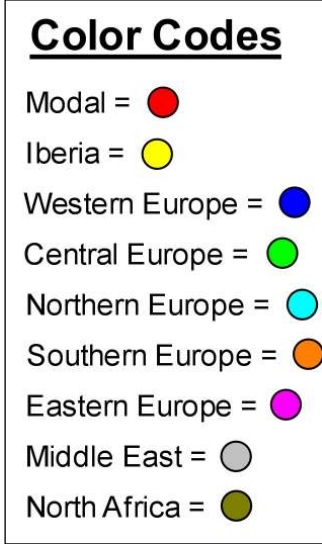 Color Codes
Modal =
Iberia =
Western Europe =
Central Europe =
Northern Europe =
Southern Europe =
Eastern Europe =
Middle East =
North Africa =